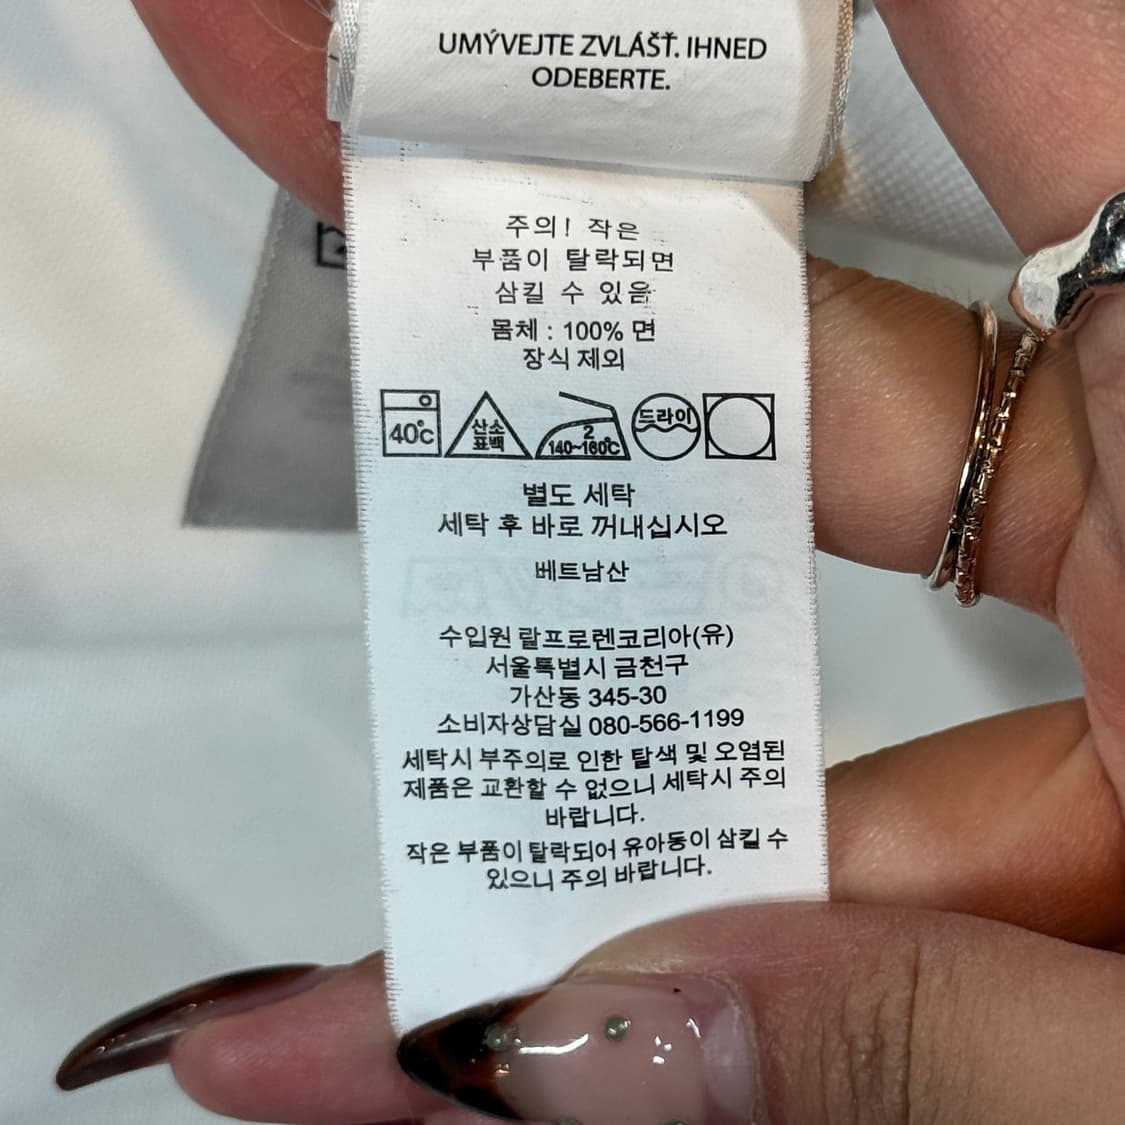 UMÝVEJTE ZVLÁŠŤ. IHNED
ODEBERTE.
주의! 작은
부품이 탈락되면
삼킬 수 있음
몸체 : 100% 면
장식 제외
40℃
산소
표백
2
140~160℃
드라이
별도 세탁
세탁 후 바로 꺼내십시오
베트남산
수입원 랄프로렌코리아(유)
서울특별시 금천구
가산동 345-30
소비자상담실 080-566-1199
세탁시 부주의로 인한 탈색 및 오염된
제품은 교환할 수 없으니 세탁시 주의
바랍니다.
작은 부품이 탈락되어 유아동이 삼킬 수
있으니 주의 바랍니다.